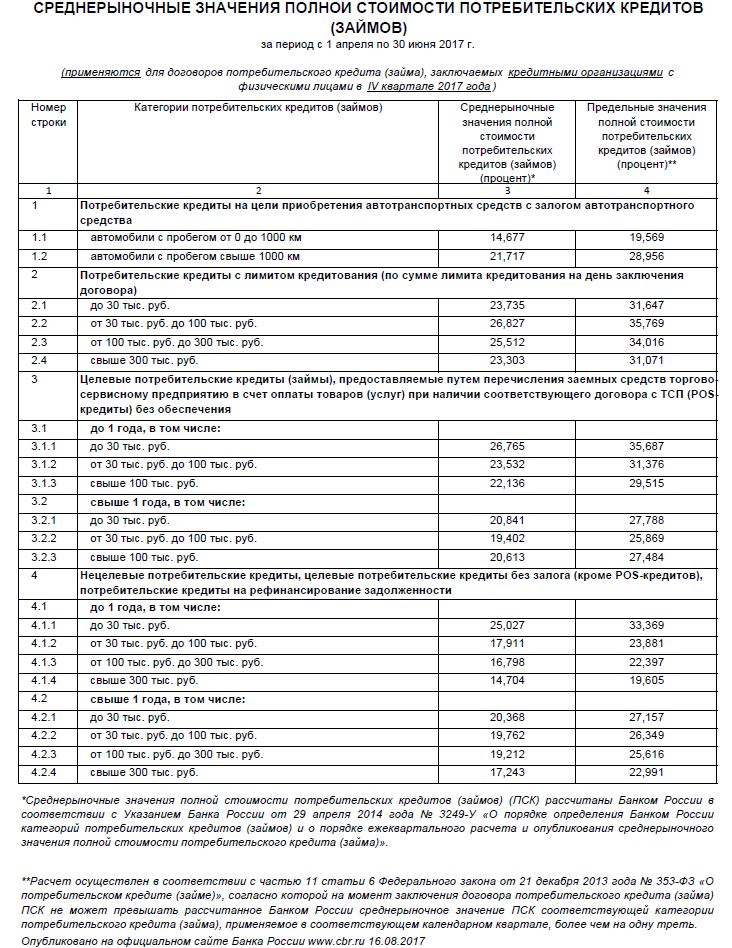 СРЕДНЕРЫНОЧНЫЕ ЗНАЧЕНИЯ ПОЛНОЙ СТОИМОСТИ ПОТРЕБИТЕЛЬСКИХ КРЕДИТОВ
(ЗАЙМОВ)
за период с 1 апреля по 30 июня 2017 г.
(применяются для договоров потребительского кредита (займа), заключаемых кредитными организациями с
физическими лицами в IV квартале 2017 года)
Номер строки
Категории потребительских кредитов (займов)
Среднерыночные значения полной стоимости потребительских кредитов (займов) (процент)*
Предельные значения полной стоимости потребительских кредитов (займов) (процент)**
1 2 3 4
1 Потребительские кредиты на цели приобретения автотранспортных средств с залогом автотранспортного
средства
1.1 автомобили с пробегом от 0 до 1000 км 14,677 19,569
1.2 автомобили с пробегом свыше 1000 км 21,717 28,956
2 Потребительские кредиты с лимитом кредитования (по сумме лимита кредитования на день заключения
договора)
2.1 до 30 тыс. руб. 23,735 31,647
2.2 от 30 тыс. руб. до 100 тыс. руб. 26,827 35,769
2.3 от 100 тыс. руб. до 300 тыс. руб. 25,512 34,016
2.4 свыше 300 тыс. руб. 23,303 31,071
3 Целевые потребительские кредиты (займы), предоставляемые путем перечисления заемных средств торгово-
сервисному предприятию в счет оплаты товаров (услуг) при наличии соответствующего договора с ТСП (POS-
кредиты) без обеспечения
3.1 до 1 года, в том числе:
3.1.1 до 30 тыс. руб. 26,765 35,687
3.1.2 от 30 тыс. руб. до 100 тыс. руб. 23,532 31,376
3.1.3 свыше 100 тыс. руб. 22,136 29,515
3.2 свыше 1 года, в том числе:
3.2.1 до 30 тыс. руб. 20,841 27,788
3.2.2 от 30 тыс. руб. до 100 тыс. руб. 19,402 25,869
3.2.3 свыше 100 тыс. руб. 20,613 27,484
4 Нецелевые потребительские кредиты, целевые потребительские кредиты без залога (кроме POS-кредитов),
потребительские кредиты на рефинансирование задолженности
4.1 до 1 года, в том числе:
4.1.1 до 30 тыс. руб. 25,027 33,369
4.1.2 от 30 тыс. руб. до 100 тыс. руб. 17,911 23,881
4.1.3 от 100 тыс. руб. до 300 тыс. руб. 16,798 22,397
4.1.4 свыше 300 тыс. руб. 14,704 19,605
4.2 свыше 1 года, в том числе:
4.2.1 до 30 тыс. руб. 20,368 27,157
4.2.2 от 30 тыс. руб. до 100 тыс. руб. 19,762 26,349
4.2.3 от 100 тыс. руб. до 300 тыс. руб. 19,212 25,616
4.2.4 свыше 300 тыс. руб. 17,243 22,991
*Среднерыночные значения полной стоимости потребительских кредитов (займов) (ПСК) рассчитаны Банком России в
соответствии с Указанием Банка России от 29 апреля 2014 года № 3249-У «О порядке определения Банком России
категорий потребительских кредитов (займов) и о порядке ежеквартального расчета и опубликования среднерыночного
значения полной стоимости потребительского кредита (займа)».
**Расчет осуществлен в соответствии с частью 11 статьи 6 Федерального закона от 21 декабря 2013 года № 353-ФЗ «О
потребительском кредите (займе)», согласно которой на момент заключения договора потребительского кредита (займа)
ПСК не может превышать рассчитанное Банком России среднерыночное значение ПСК соответствующей категории
потребительского кредита (займа), применяемое в соответствующем календарном квартале, более чем на одну треть.
Опубликовано на официальном сайте Банка России www.cbr.ru 16.08.2017